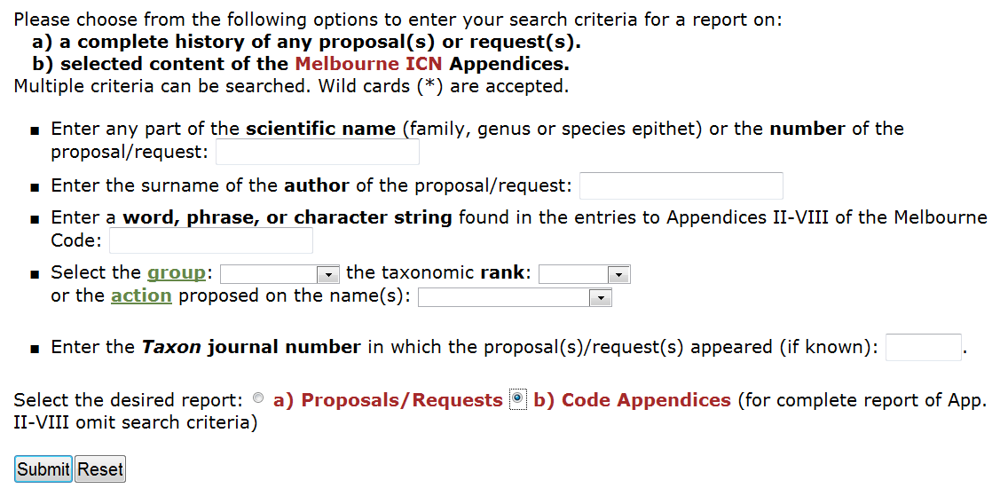 Please choose from the following options to enter your search criteria for a report on:
a) a complete history of any proposal(s) or request(s).
b) selected content of the Melbourne ICN Appendices.
Multiple criteria can be searched. Wild cards (*) are accepted.
Enter any part of the scientific name (family, genus or species epithet) or the number of the
proposal/request:
Enter the surname of the author of the proposal/request:
Enter a word, phrase, or character string found in the entries to Appendices II-VIII of the Melbourne
Code:
Select the group: the taxonomic rank:
or the action proposed on the name(s):
Enter the Taxon journal number in which the proposal(s)/request(s) appeared (if known): .
Select the desired report: a) Proposals/Requests b) Code Appendices (for complete report of App.
II-VIII omit search criteria)
Submit Reset